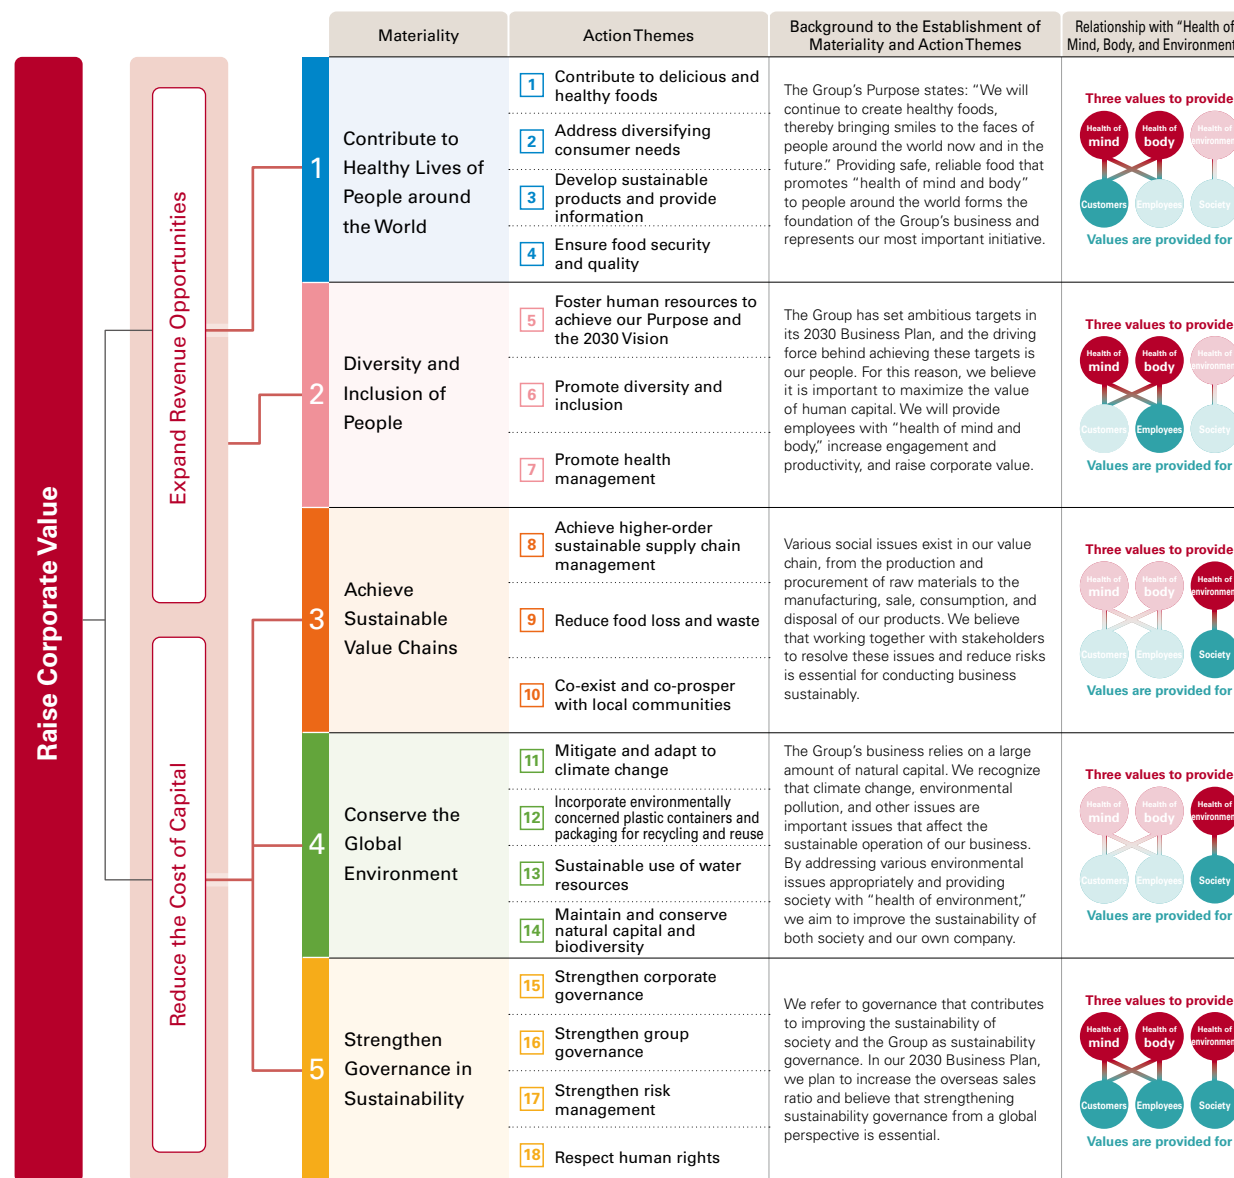 Materiality
Action Themes
Background to the Establishment of
Materiality and Action Themes
Relationship with “Health of
Mind, Body, and Environment
Raise Corporate Value
Expand Revenue Opportunities
Reduce the Cost of Capital
1
Contribute to
Healthy Lives of
People around
the World
1 Contribute to delicious and
healthy foods
2 Address diversifying
consumer needs
3 Develop sustainable
products and provide
information
4 Ensure food security
and quality
The Group’s Purpose states: “We will
continue to create healthy foods,
thereby bringing smiles to the faces of
people around the world now and in the
future.” Providing safe, reliable food that
promotes “health of mind and body”
to people around the world forms the
foundation of the Group’s business and
represents our most important initiative.
Three values to provide
Health of mind
Health of body
Health of environment
Customers
Employees
Society
Values are provided for
2
Diversity and
Inclusion of
People
5 Foster human resources to
achieve our Purpose and
the 2030 Vision
6 Promote diversity and
inclusion
7 Promote health
management
The Group has set ambitious targets in
its 2030 Business Plan, and the driving
force behind achieving these targets is
our people. For this reason, we believe
it is important to maximize the value
of human capital. We will provide
employees with “health of mind and
body,” increase engagement and
productivity, and raise corporate value.
Three values to provide
Health of mind
Health of body
Health of environment
Customers
Employees
Society
Values are provided for
3
Achieve
Sustainable
Value Chains
8 Achieve higher-order
sustainable supply chain
management
9 Reduce food loss and waste
10 Co-exist and co-prosper
with local communities
Various social issues exist in our value
chain, from the production and
procurement of raw materials to the
manufacturing, sale, consumption, and
disposal of our products. We believe
that working together with stakeholders
to resolve these issues and reduce risks
is essential for conducting business
sustainably.
Three values to provide
Health of mind
Health of body
Health of environment
Customers
Employees
Society
Values are provided for
4
Conserve the
Global
Environment
11 Mitigate and adapt to
climate change
12 Incorporate environmentally
concerned plastic containers and
packaging for recycling and reuse
13 Sustainable use of water
resources
14 Maintain and conserve
natural capital and
biodiversity
The Group’s business relies on a large
amount of natural capital. We recognize
that climate change, environmental
pollution, and other issues are
important issues that affect the
sustainable operation of our business.
By addressing various environmental
issues appropriately and providing
society with “health of environment,”
we aim to improve the sustainability of
both society and our own company.
Three values to provide
Health of mind
Health of body
Health of environment
Customers
Employees
Society
Values are provided for
5
Strengthen
Governance in
Sustainability
15 Strengthen corporate
governance
16 Strengthen group
governance
17 Strengthen risk
management
18 Respect human rights
We refer to governance that contributes
to improving the sustainability of
society and the Group as sustainability
governance. In our 2030 Business Plan,
we plan to increase the overseas sales
ratio and believe that strengthening
sustainability governance from a global
perspective is essential.
Three values to provide
Health of mind
Health of body
Health of environment
Customers
Employees
Society
Values are provided for